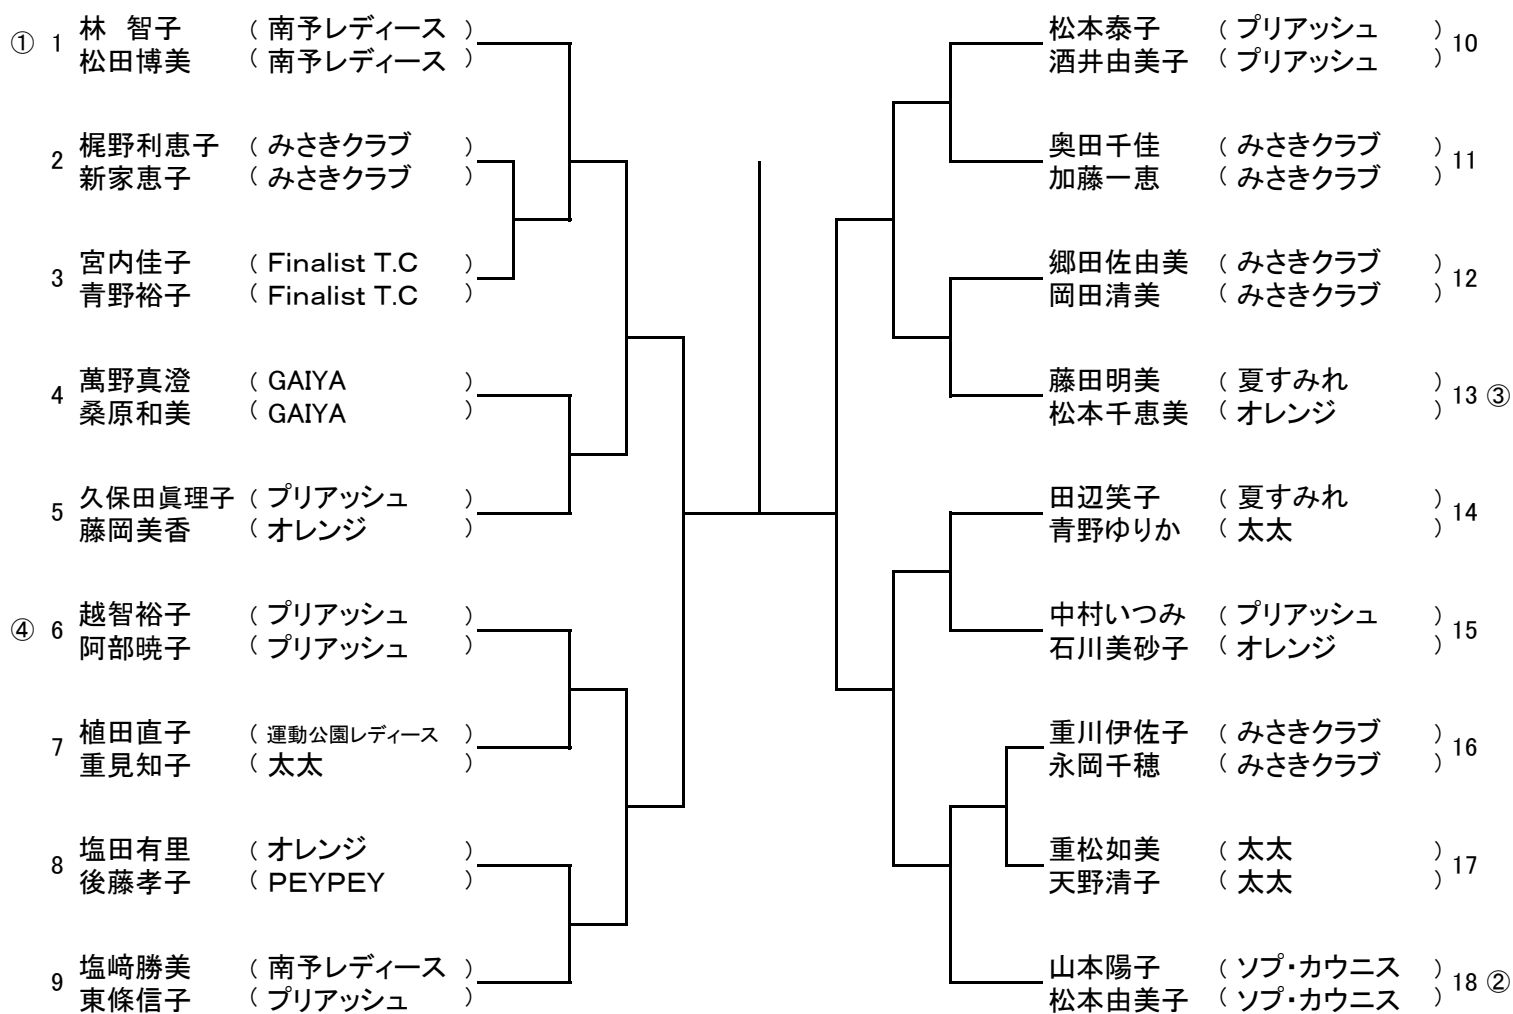 ① 1 林　智子 ( 南予レディース )
松田博美 ( 南予レディース )
2 梶野利恵子 ( みさきクラブ )
新家恵子 ( みさきクラブ )
3 宮内佳子 ( Finalist T.C )
青野裕子 ( Finalist T.C )
4 萬野真澄 ( GAIYA )
桑原和美 ( GAIYA )
5 久保田眞理子 ( プリアッシュ )
藤岡美香 ( オレンジ )
④ 6 越智裕子 ( プリアッシュ )
阿部暁子 ( プリアッシュ )
7 植田直子 ( 運動公園レディース )
重見知子 ( 太太 )
8 塩田有里 ( オレンジ )
後藤孝子 ( PEYPEY )
9 塩﨑勝美 ( 南予レディース )
東條信子 ( プリアッシュ )
松本泰子 ( プリアッシュ ) 10
酒井由美子 ( プリアッシュ )
奥田千佳 ( みさきクラブ ) 11
加藤一恵 ( みさきクラブ )
郷田佐由美 ( みさきクラブ ) 12
岡田清美 ( みさきクラブ )
藤田明美 ( 夏すみれ ) 13 ③
松本千恵美 ( オレンジ )
田辺笑子 ( 夏すみれ ) 14
青野ゆりか ( 太太 )
中村いつみ ( プリアッシュ ) 15
石川美砂子 ( オレンジ )
重川伊佐子 ( みさきクラブ ) 16
永岡千穂 ( みさきクラブ )
重松如美 ( 太太 ) 17
天野清子 ( 太太 )
山本陽子 ( ソプ・カウニス ) 18 ②
松本由美子 ( ソプ・カウニス )